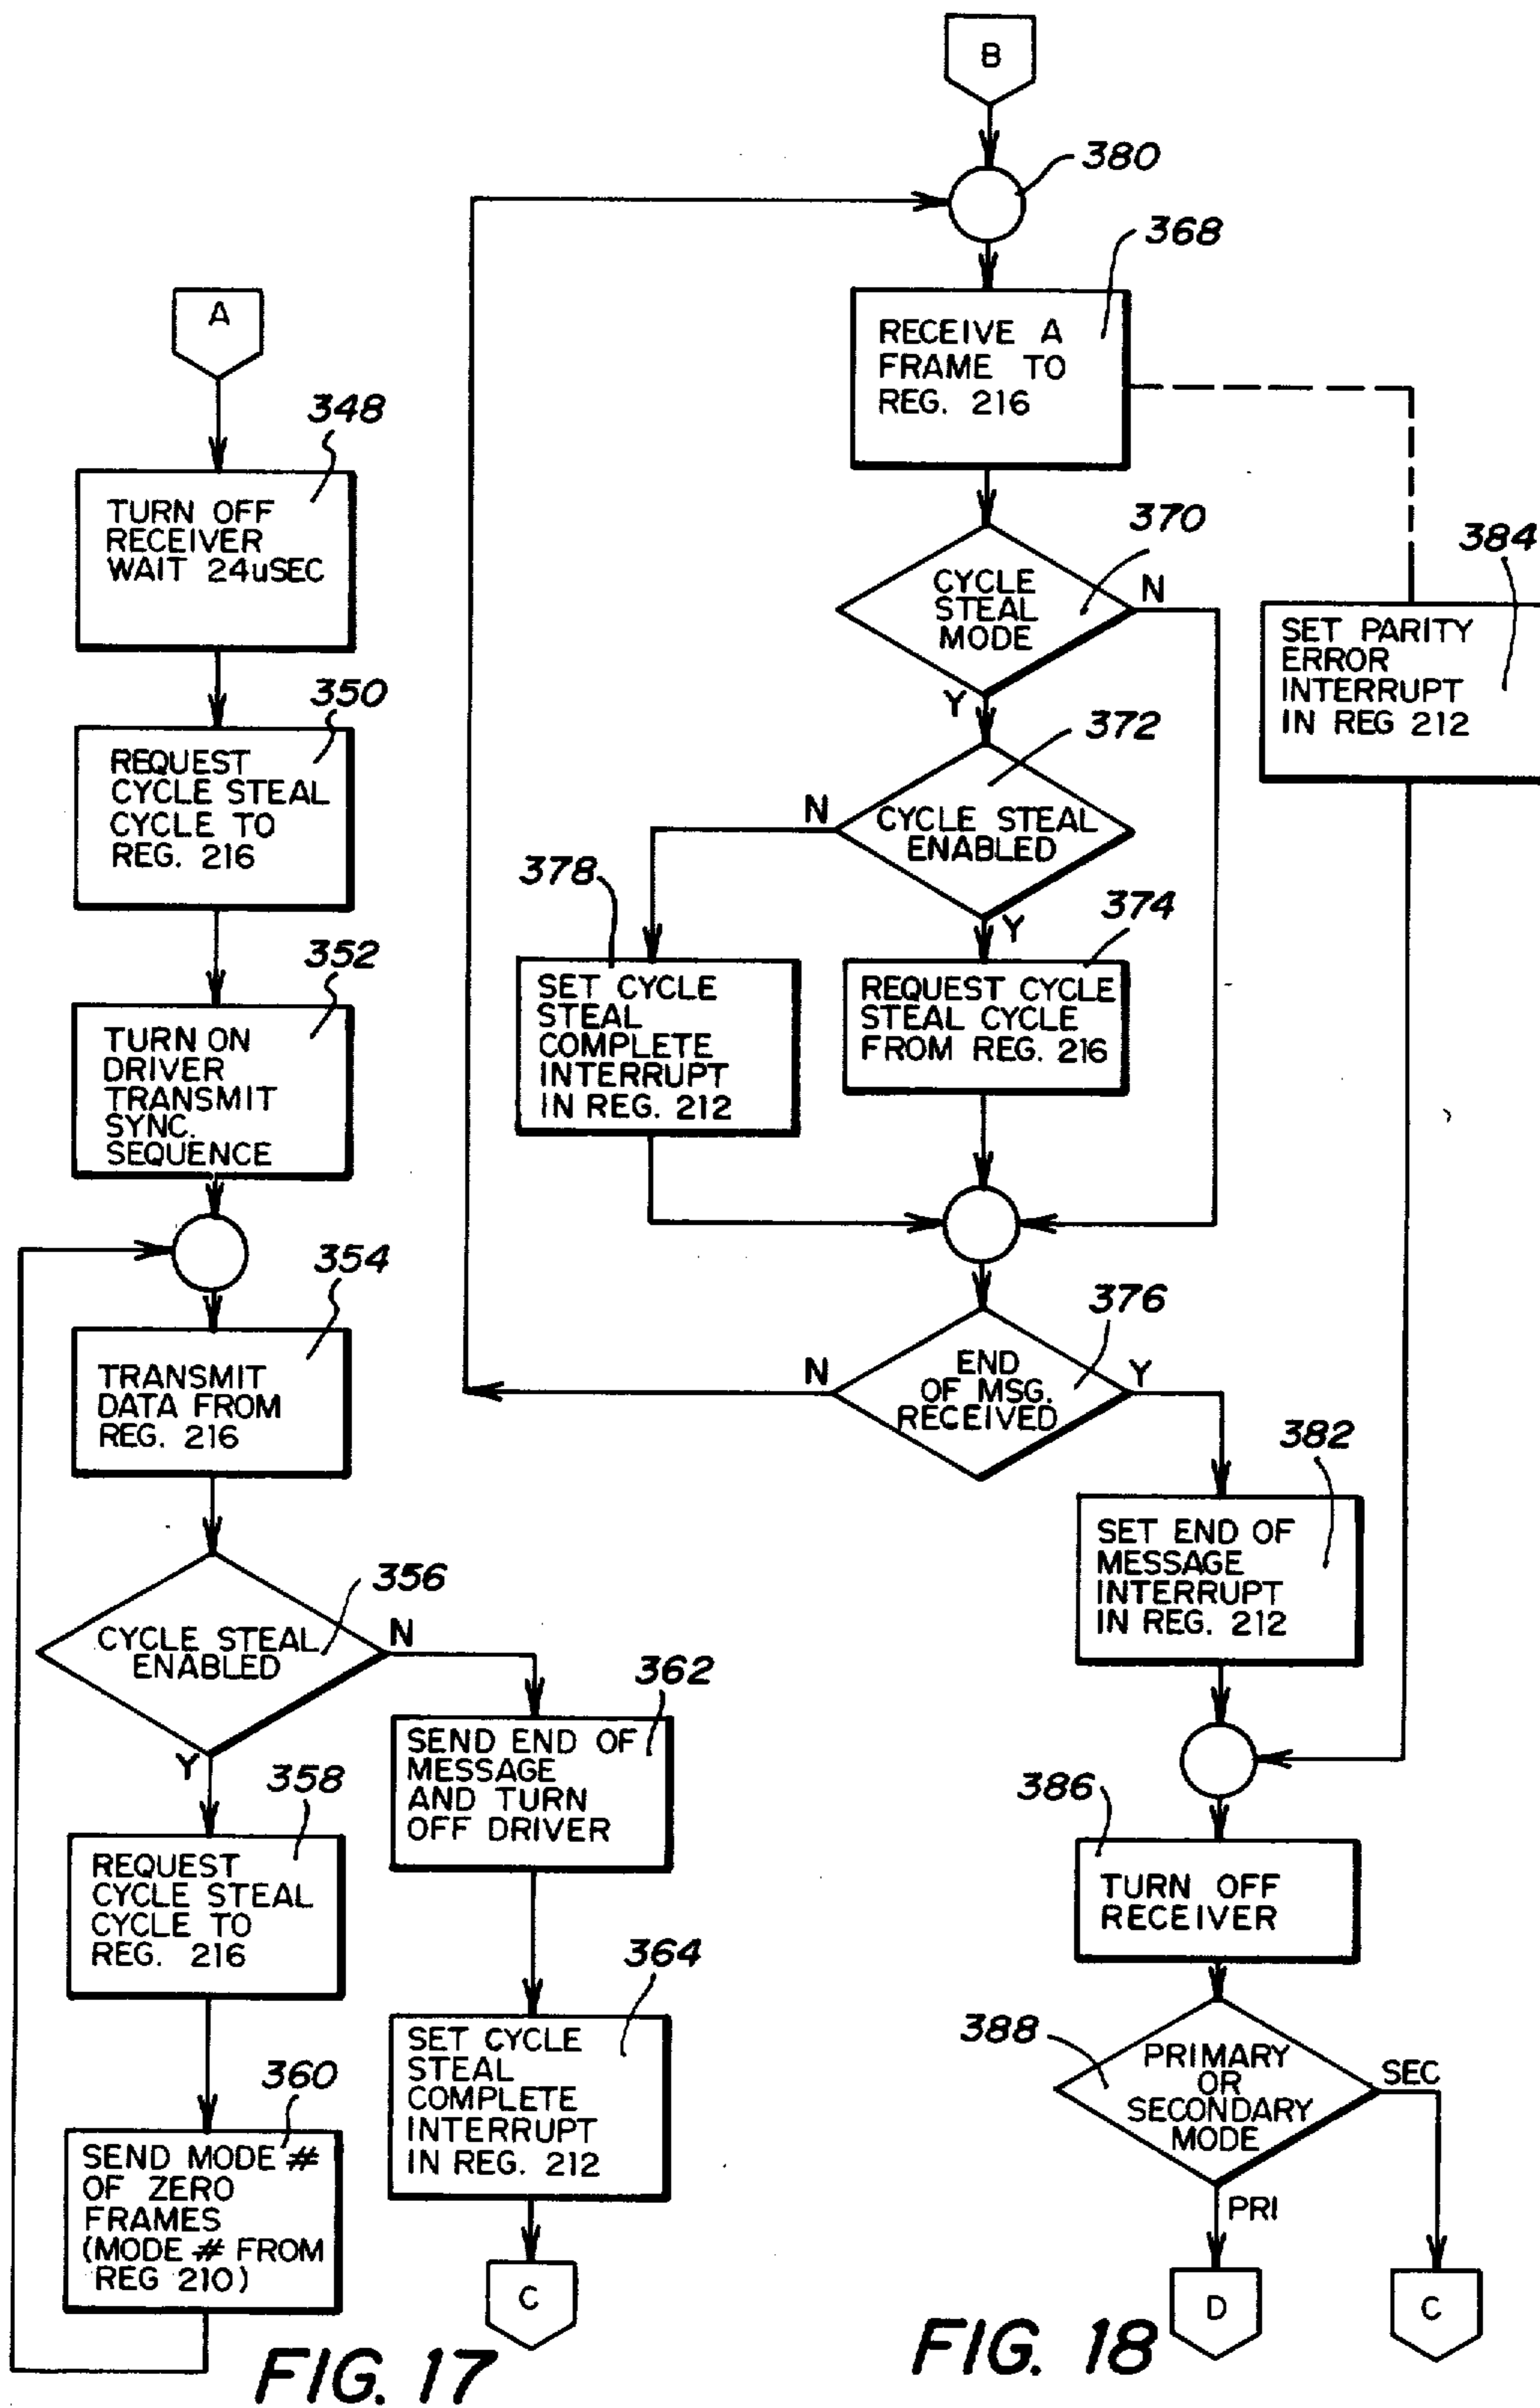 A
348
TURN OFF
RECEIVER
WAIT 24uSEC
350
REQUEST
CYCLE STEAL
CYCLE TO
REG. 216
352
TURN ON
DRIVER
TRANSMIT
SYNC.
SEQUENCE
354
TRANSMIT
DATA FROM
REG. 216
356
CYCLE STEAL
ENABLED
N
Y
358
REQUEST
CYCLE STEAL
CYCLE TO
REG. 216
360
SEND MODE #
OF ZERO
FRAMES
(MODE # FROM
REG 210)
362
SEND END OF
MESSAGE
AND TURN
OFF DRIVER
364
SET CYCLE
STEAL
COMPLETE
INTERRUPT
IN REG. 212
C
FIG. 17
B
380
368
RECEIVE A
FRAME TO
REG. 216
370
CYCLE
STEAL
MODE
N
Y
372
CYCLE STEAL
ENABLED
N
Y
378
SET CYCLE
STEAL
COMPLETE
INTERRUPT
IN REG. 212
374
REQUEST CYCLE
STEAL CYCLE
FROM REG. 216
384
SET PARITY
ERROR
INTERRUPT
IN REG 212
376
END
OF MSG.
RECEIVED
N
Y
382
SET END OF
MESSAGE
INTERRUPT
IN REG. 212
386
TURN OFF
RECEIVER
388
PRIMARY
OR
SECONDARY
MODE
SEC
PRI
D
C
FIG. 18